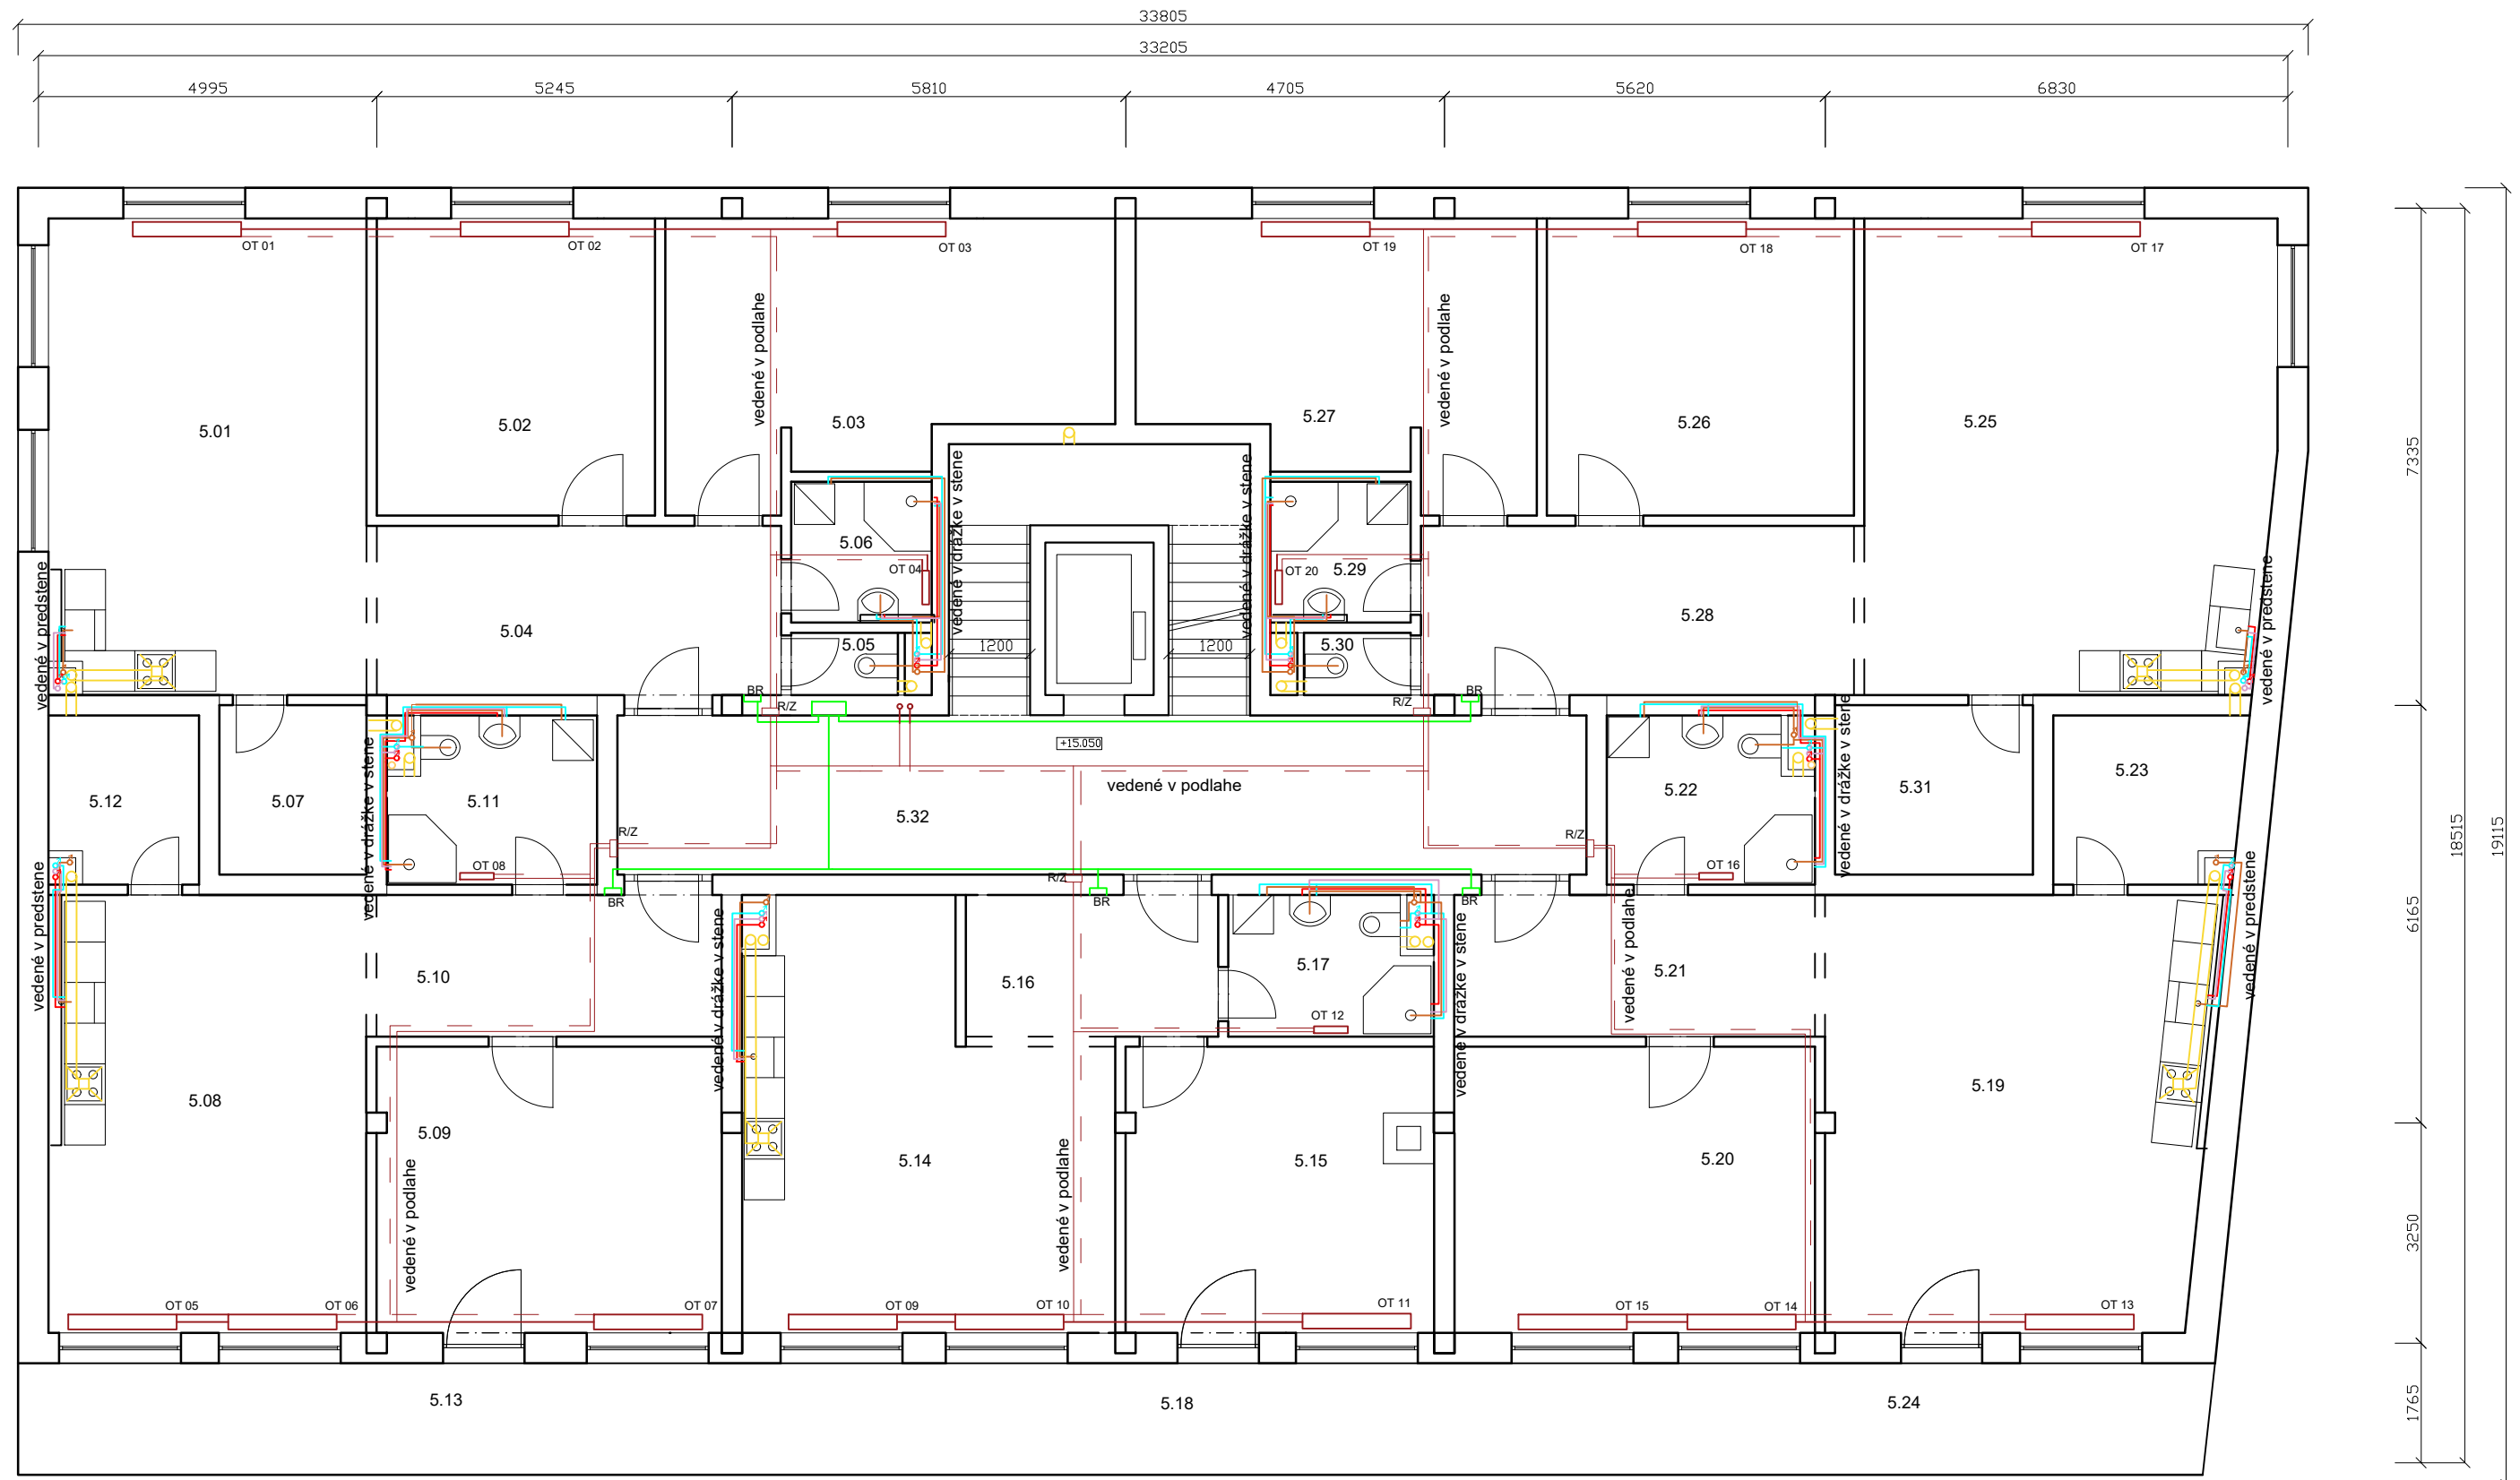 33805
33205
4995 5245 5810 4705 5620 6830
OT 01 OT 02 OT 03 OT 19 OT 18 OT 17
vedené v podlahe
vedené v podlahe
5.01 5.02 5.03 5.27 5.26 5.25
7335
vedené v drážke v stene
vedené v drážke v stene
5.06 OT 04 OT 20 5.29
vedené v predstene
vedené v predstene
5.04 5.05 1200 1200 5.30 5.28
BR R/Z R/Z BR
+15.050
vedené v podlahe
5.12 5.07 5.11 5.32 5.22 5.31 5.23
vedené v drážke v stene
vedené v drážke v stene
R/Z R/Z
18515
19115
OT 08 R/Z OT 16
BR BR BR
vedené v predstene
vedené v drážke v stene
vedené v drážke v stene
vedené v podlahe
vedené v predstene
6165
5.10 5.16 5.17 5.21
OT 12
5.08 5.09 5.14 5.15 5.20 5.19
vedené v podlahe
vedené v podlahe
3250
OT 05 OT 06 OT 07 OT 09 OT 10 OT 11 OT 15 OT 14 OT 13
5.13 5.18 5.24
1765